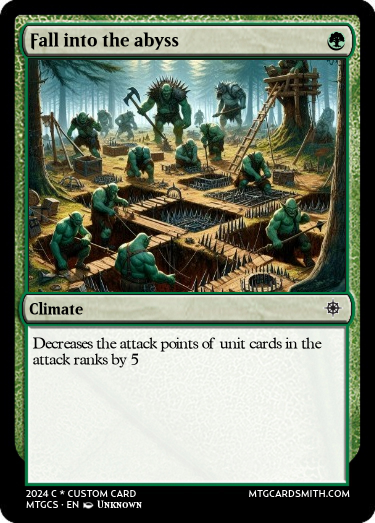 Fall into the abyss
Climate
Decreases the attack points of unit cards in the
attack ranks by 5
2024 C * CUSTOM CARD
MTGCARDSMITH.COM
MTGCS · EN UNKNOWN